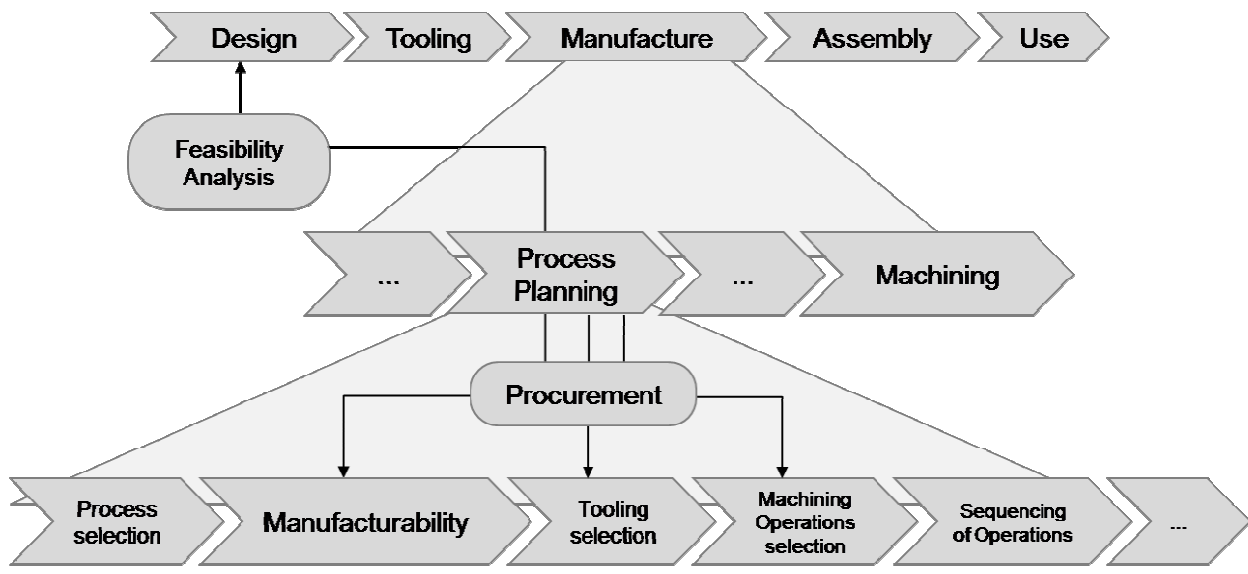 Design
Tooling
Manufacture
Assembly
Use
Feasibility
Analysis
...
Process
Planning
...
Machining
Procurement
Process
selection
Manufacturability
Tooling
selection
Machining
Operations
selection
Sequencing
of Operations
...